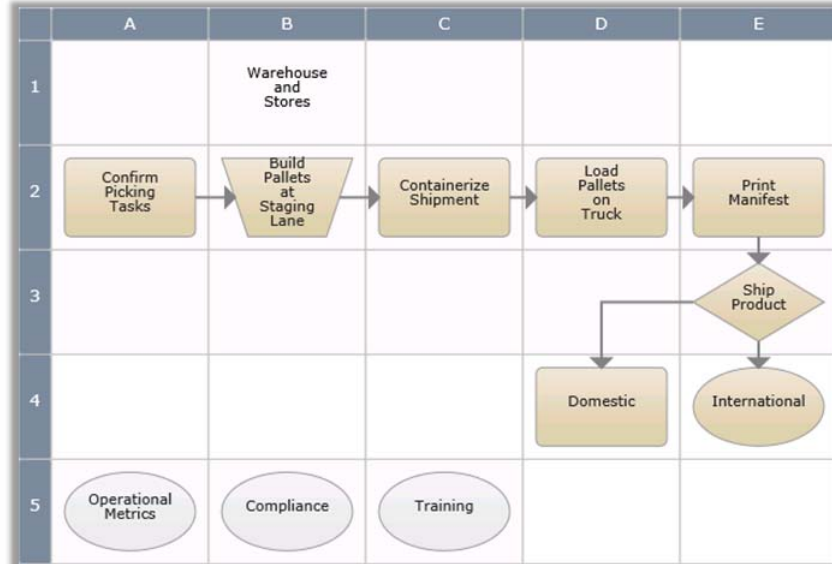 A B C D E
1
Warehouse
and
Stores
2
Confirm
Picking
Tasks
Build
Pallets
at
Staging
Lane
Containerize
Shipment
Load
Pallets
on
Truck
Print
Manifest
3
Ship
Product
4
Domestic
International
5
Operational
Metrics
Compliance
Training